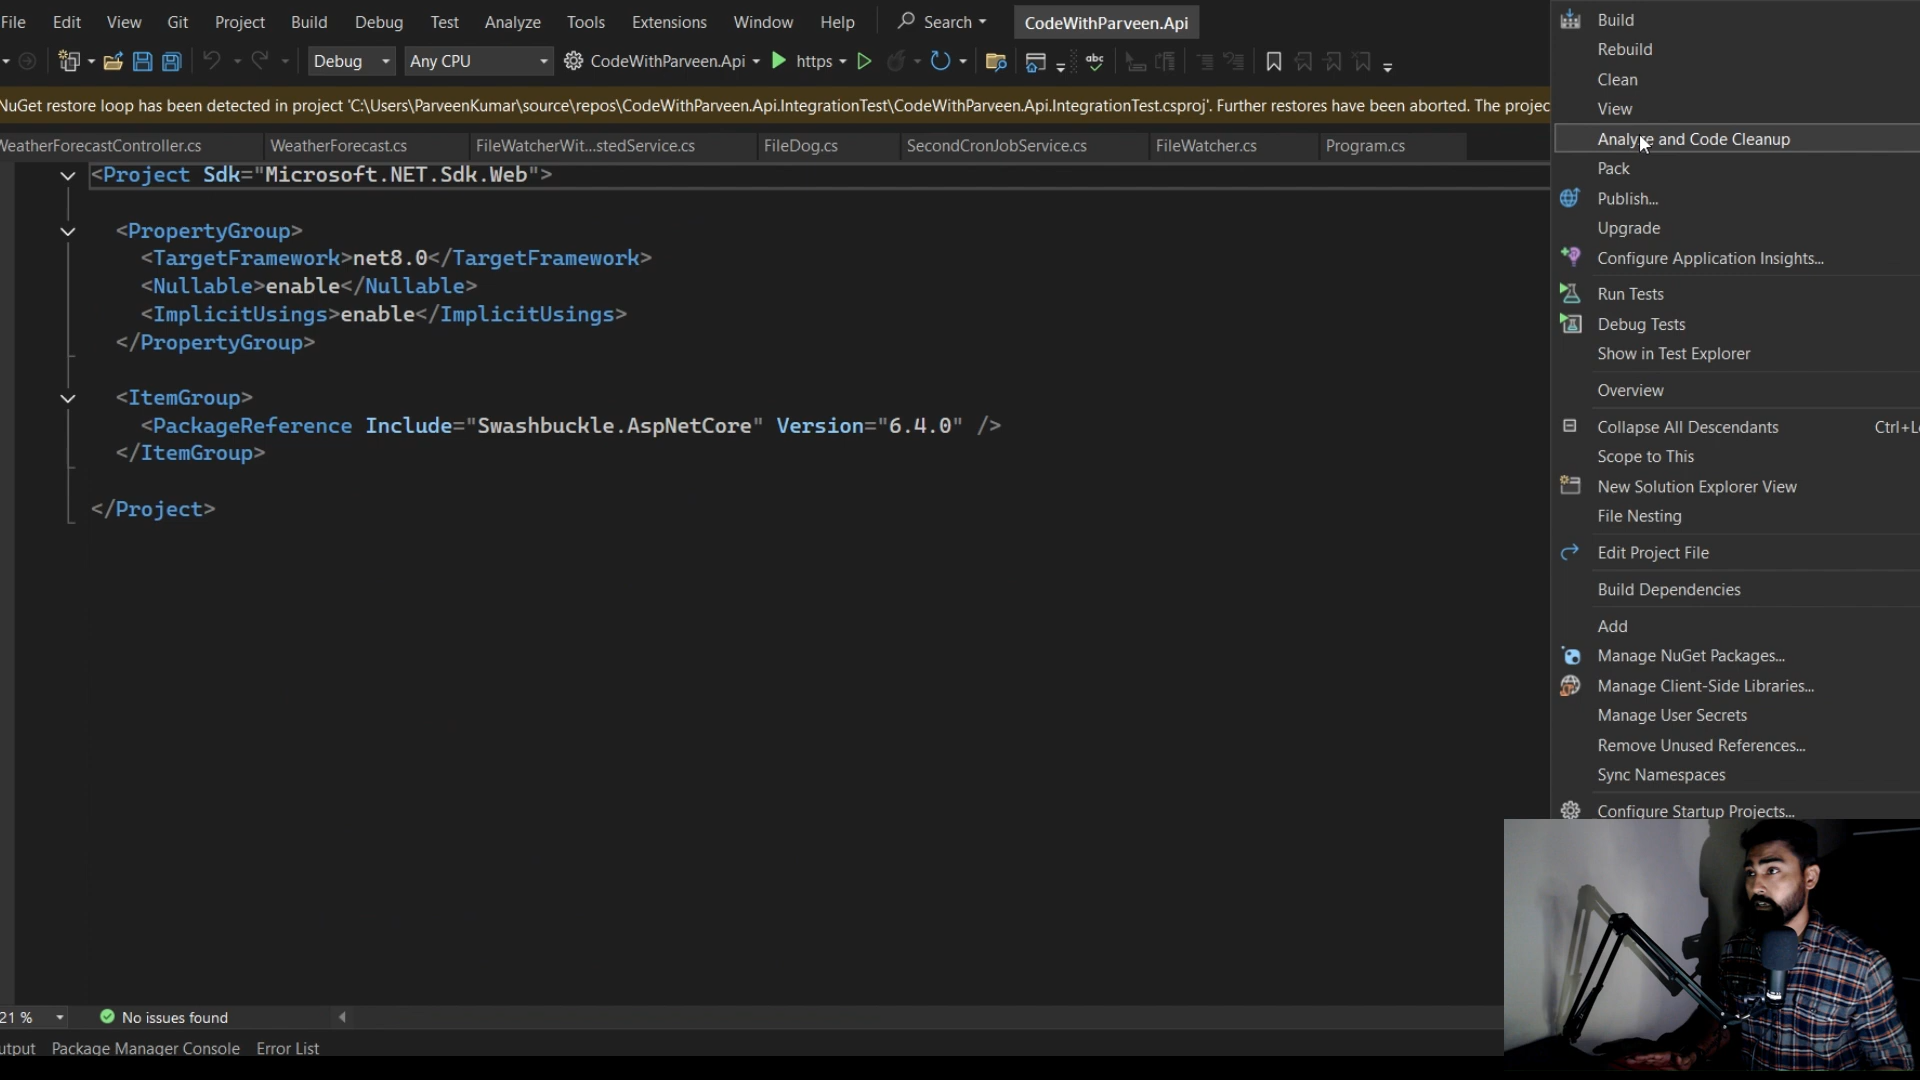 File Edit View Git Project Build Debug Test Analyze Tools Extensions Window Help Search CodeWithParveen.Api
Debug Any CPU CodeWithParveen.Api https
NuGet restore loop has been detected in project 'C:\Users\ParveenKumar\source\repos\CodeWithParveen.Api.IntegrationTest\CodeWithParveen.Api.IntegrationTest.csproj'. Further restores have been aborted. The projec
WeatherForecastController.cs WeatherForecast.cs FileWatcherWit...stedService.cs FileDog.cs SecondCronJobService.cs FileWatcher.cs Program.cs
<Project Sdk="Microsoft.NET.Sdk.Web">
<PropertyGroup>
<TargetFramework>net8.0</TargetFramework>
<Nullable>enable</Nullable>
<ImplicitUsings>enable</ImplicitUsings>
</PropertyGroup>
<ItemGroup>
<PackageReference Include="Swashbuckle.AspNetCore" Version="6.4.0" />
</ItemGroup>
</Project>
Build
Rebuild
Clean
View
Analyze and Code Cleanup
Pack
Publish...
Upgrade
Configure Application Insights...
Run Tests
Debug Tests
Show in Test Explorer
Overview
Collapse All Descendants Ctrl+L
Scope to This
New Solution Explorer View
File Nesting
Edit Project File
Build Dependencies
Add
Manage NuGet Packages...
Manage Client-Side Libraries...
Manage User Secrets
Remove Unused References...
Sync Namespaces
Configure Startup Projects...
21 % No issues found
utput Package Manager Console Error List